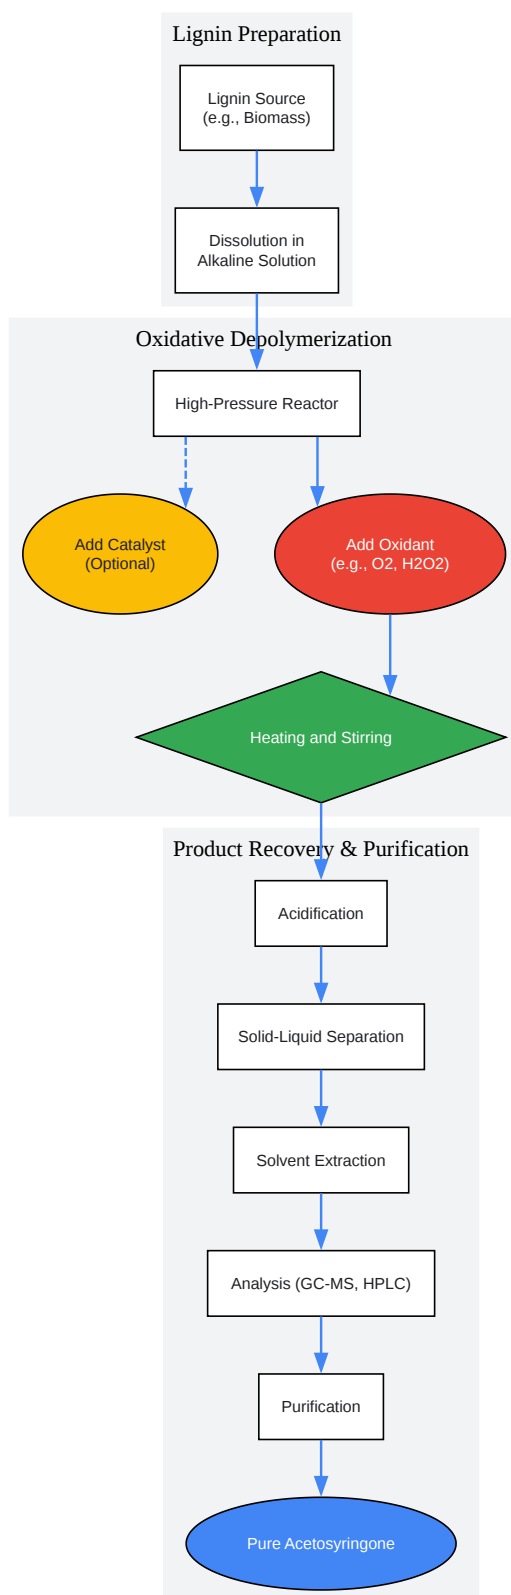 Lignin Preparation
Lignin Source
(e.g., Biomass)
Dissolution in
Alkaline Solution
Oxidative Depolymerization
High-Pressure Reactor
Add Catalyst
(Optional)
Add Oxidant
(e.g., O2, H2O2)
Heating and Stirring
Product Recovery & Purification
Acidification
Solid-Liquid Separation
Solvent Extraction
Analysis (GC-MS, HPLC)
Purification
Pure Acetosyringone